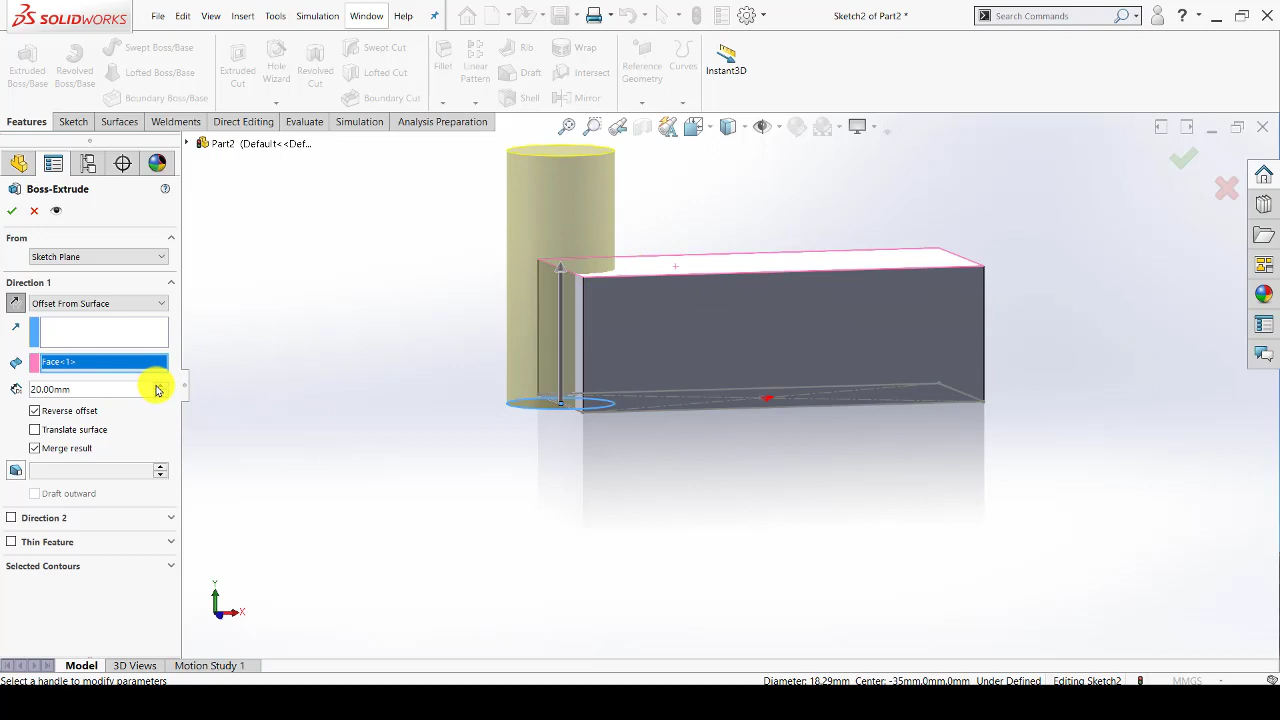 SOLIDWORKS
File Edit View Insert Tools Simulation Window Help
Sketch2 of Part2 *
Search Commands
?
Extruded Boss/Base
Revolved Boss/Base
Swept Boss/Base
Lofted Boss/Base
Boundary Boss/Base
Extruded Cut
Hole Wizard
Revolved Cut
Swept Cut
Lofted Cut
Boundary Cut
Fillet
Linear Pattern
Rib
Draft
Shell
Wrap
Intersect
Mirror
Reference Geometry
Curves
Instant3D
Features Sketch Surfaces Weldments Direct Editing Evaluate Simulation Analysis Preparation
Part2 (Default<<Def...
Boss-Extrude
From
Sketch Plane
Direction 1
Offset From Surface
Face<1>
20.00mm
Reverse offset
Translate surface
Merge result
Draft outward
Direction 2
Thin Feature
Selected Contours
Y
X
Model 3D Views Motion Study 1
Select a handle to modify parameters
Diameter: 18.29mm Center: -35mm,0mm,0mm Under Defined Editing Sketch2 MMGS